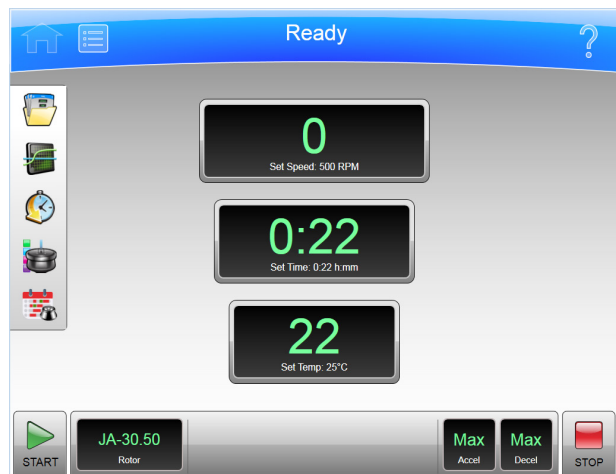 Ready
?
0
Set Speed: 500 RPM
0:22
Set Time: 0:22 h:mm
22
Set Temp: 25°C
START
JA-30.50
Rotor
Max
Accel
Max
Decel
STOP